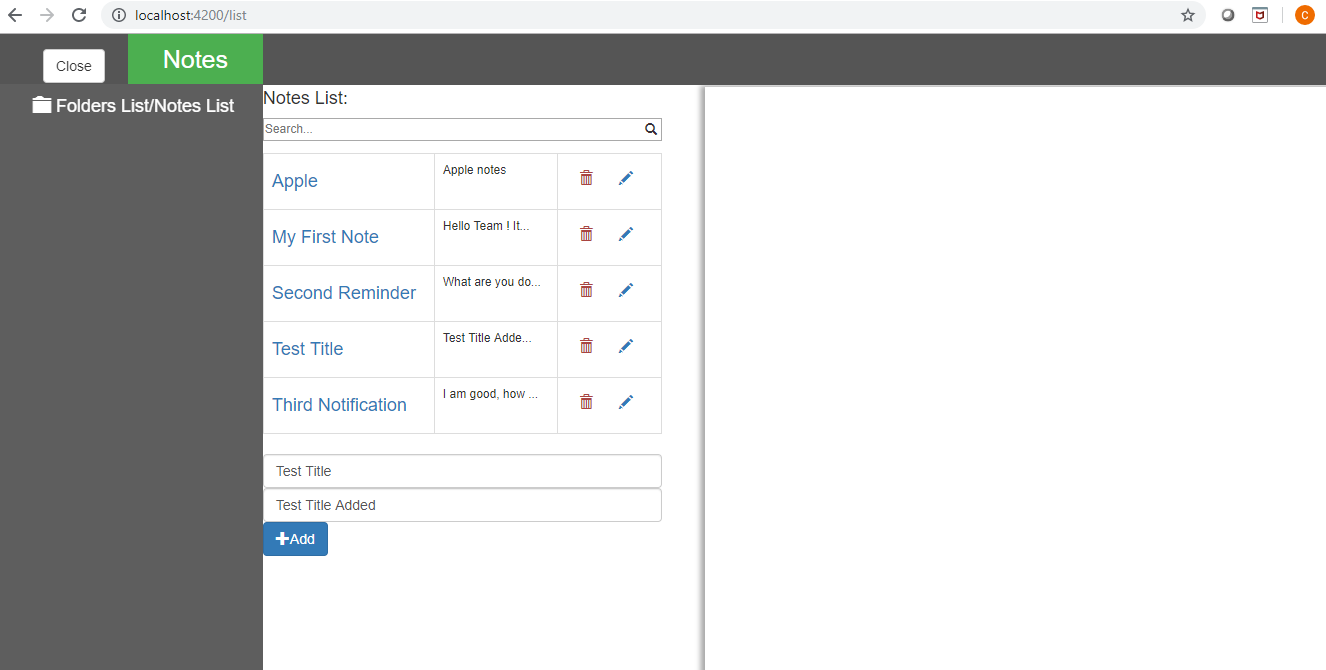 localhost:4200/list
C
Close
Notes
Folders List/Notes List
Notes List:
Search...
Apple
Apple notes
My First Note
Hello Team ! It...
Second Reminder
What are you do...
Test Title
Test Title Adde...
Third Notification
I am good, how ...
Test Title
Test Title Added
Add